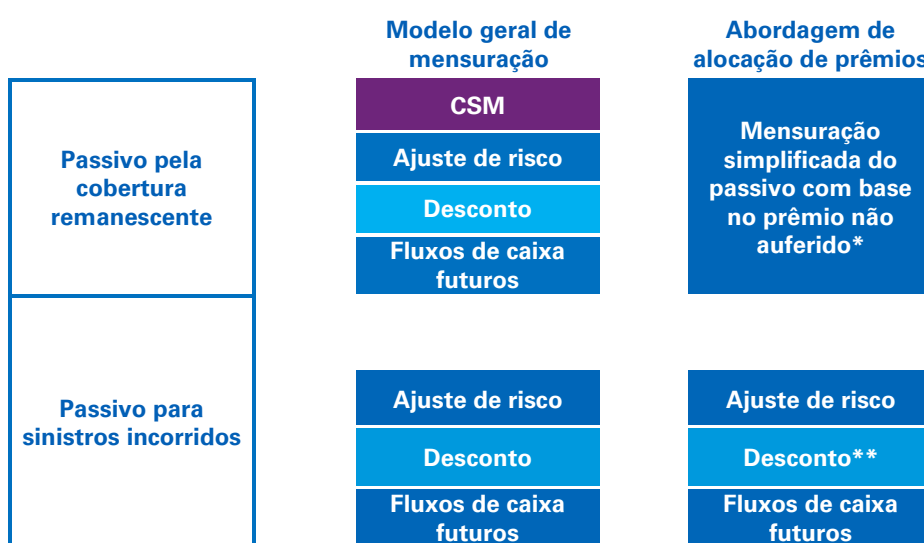 Modelo geral de
mensuração
Abordagem de
alocação de prêmios
Passivo pela
cobertura
remanescente
CSM
Ajuste de risco
Desconto
Fluxos de caixa
futuros
Mensuração
simplificada do
passivo com base
no prêmio não
auferido*
Passivo para
sinistros incorridos
Ajuste de risco
Desconto
Fluxos de caixa
futuros
Ajuste de risco
Desconto**
Fluxos de caixa
futuros